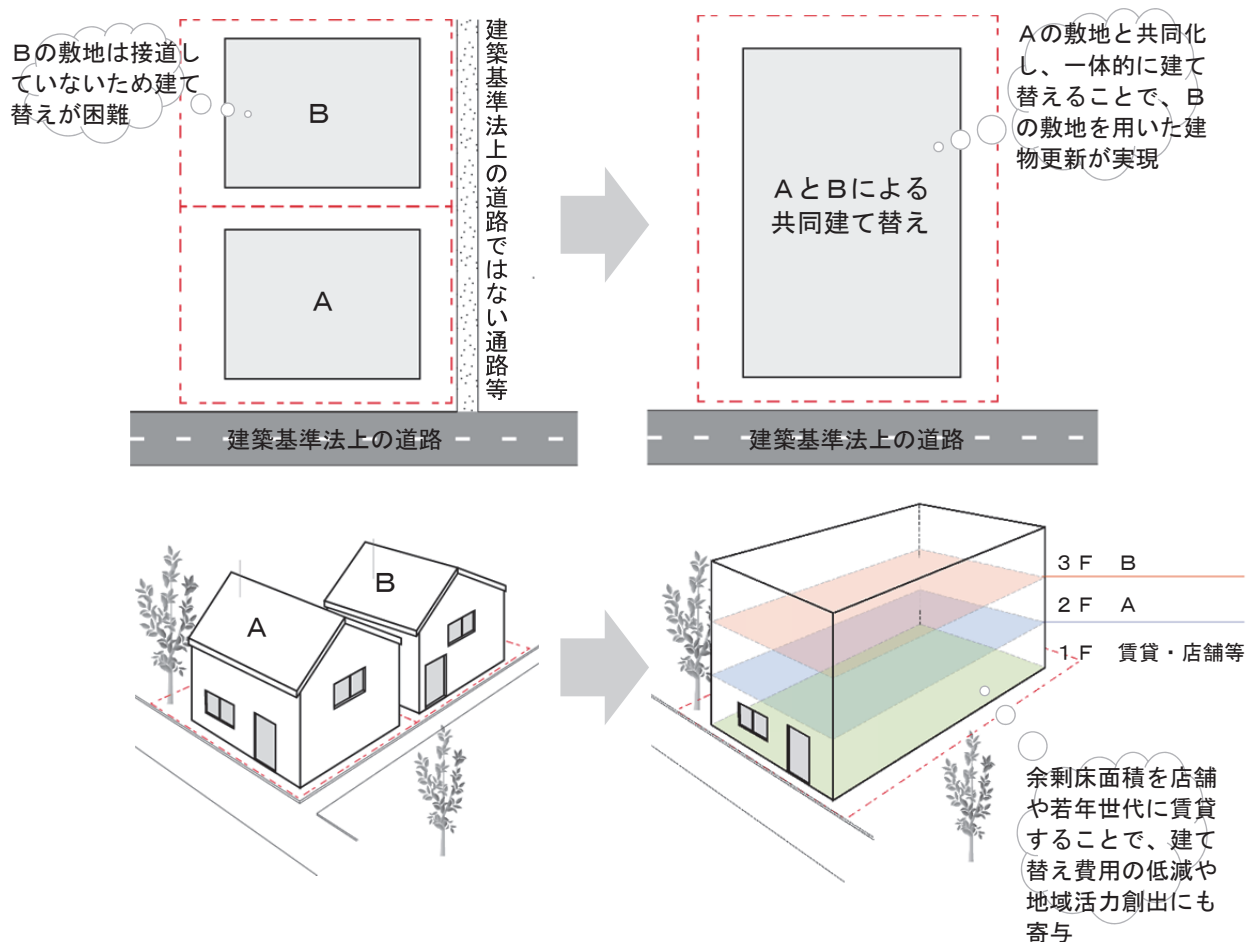 Bの敷地は接道し
ていないため建て
替えが困難
B
A
建築基準法上の道路ではない通路等
建築基準法上の道路
Aの敷地と共同化
し、一体的に建て
替えることで、B
の敷地を用いた建
物更新が実現
AとBによる
共同建て替え
建築基準法上の道路
A
B
3F B
2F A
1F 賃貸・店舗等
余剰床面積を店舗
や若年世代に賃貸
することで、建て
替え費用の低減や
地域活力創出にも
寄与